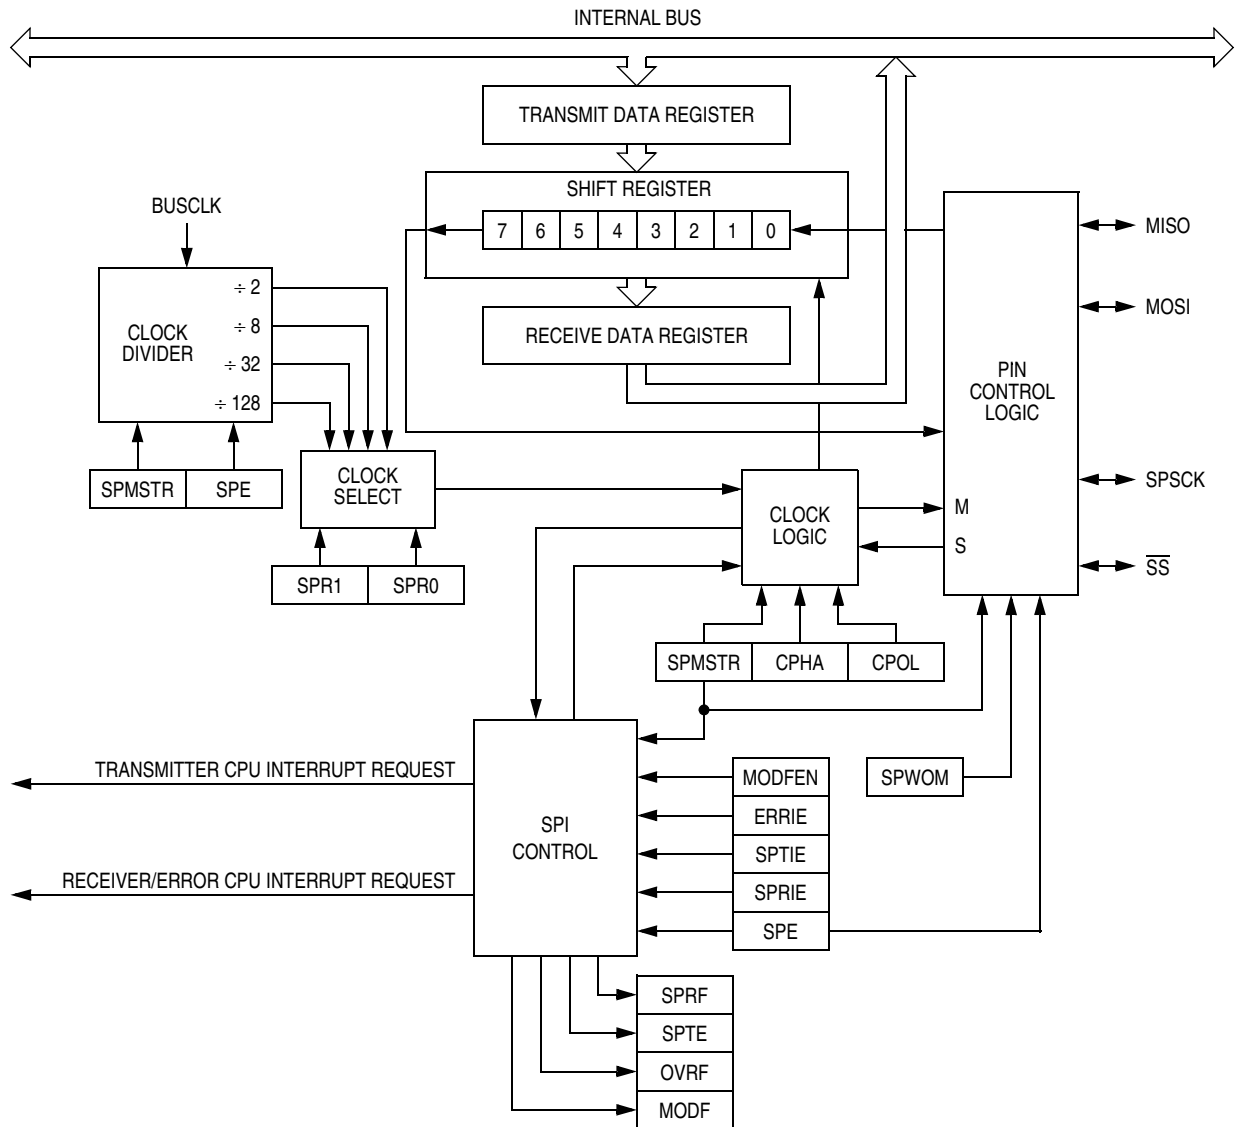 INTERNAL BUS
TRANSMIT DATA REGISTER
SHIFT REGISTER
7 6 5 4 3 2 1 0
RECEIVE DATA REGISTER
BUSCLK
CLOCK
DIVIDER
÷ 2
÷ 8
÷ 32
÷ 128
SPMSTR SPE
CLOCK
SELECT
SPR1 SPR0
CLOCK
LOGIC
PIN
CONTROL
LOGIC
M
S
MISO
MOSI
SPSCK
SS
SPMSTR CPHA CPOL
TRANSMITTER CPU INTERRUPT REQUEST
RECEIVER/ERROR CPU INTERRUPT REQUEST
SPI
CONTROL
MODFEN
ERRIE
SPTIE
SPRIE
SPE
SPWOM
SPRF
SPTE
OVRF
MODF